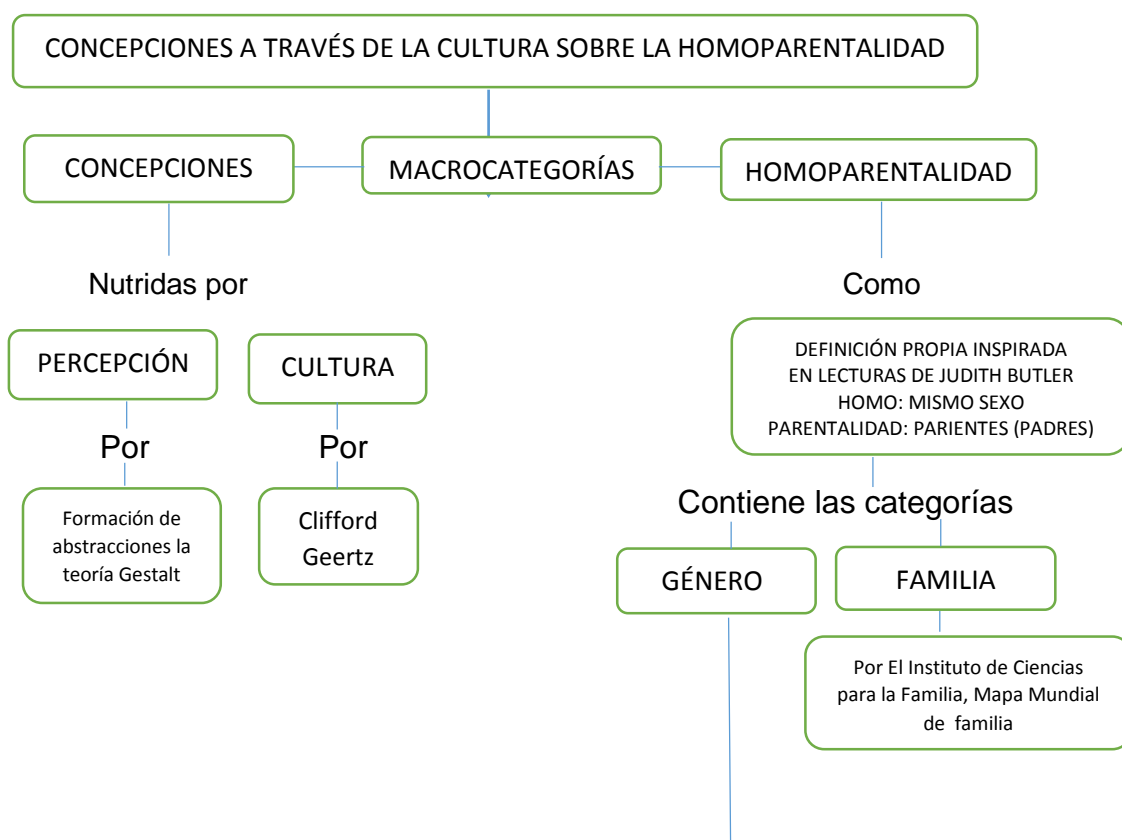 CONCEPCIONES A TRAVÉS DE LA CULTURA SOBRE LA HOMOPARENTALIDAD
CONCEPCIONES
MACROCATEGORÍAS
HOMOPARENTALIDAD
Nutridas por
Como
PERCEPCIÓN
CULTURA
DEFINICIÓN PROPIA INSPIRADA
EN LECTURAS DE JUDITH BUTLER
HOMO: MISMO SEXO
PARENTALIDAD: PARIENTES (PADRES)
Por
Por
Formación de
abstracciones la
teoría Gestalt
Clifford
Geertz
Contiene las categorías
GÉNERO
FAMILIA
Por El Instituto de Ciencias
para la Familia, Mapa Mundial
de familia